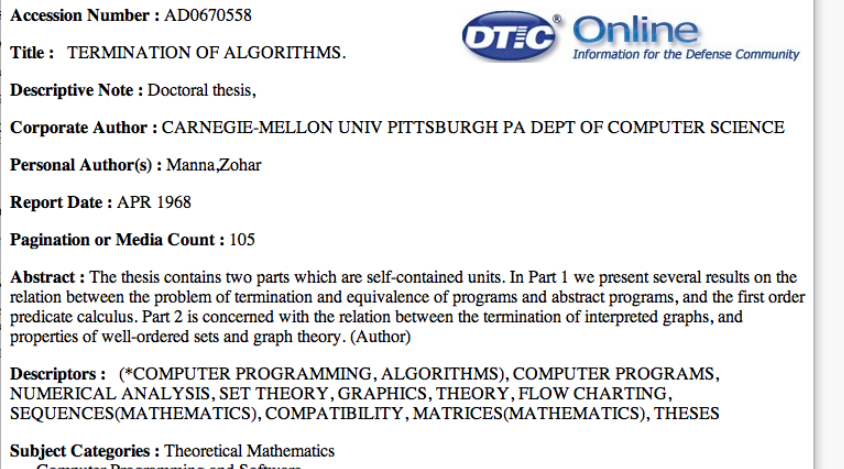 Accession Number : AD0670558
DTIC® Online
Information for the Defense Community
Title : TERMINATION OF ALGORITHMS.
Descriptive Note : Doctoral thesis,
Corporate Author : CARNEGIE-MELLON UNIV PITTSBURGH PA DEPT OF COMPUTER SCIENCE
Personal Author(s) : Manna,Zohar
Report Date : APR 1968
Pagination or Media Count : 105
Abstract : The thesis contains two parts which are self-contained units. In Part 1 we present several results on the
relation between the problem of termination and equivalence of programs and abstract programs, and the first order
predicate calculus. Part 2 is concerned with the relation between the termination of interpreted graphs, and
properties of well-ordered sets and graph theory. (Author)
Descriptors : (*COMPUTER PROGRAMMING, ALGORITHMS), COMPUTER PROGRAMS,
NUMERICAL ANALYSIS, SET THEORY, GRAPHICS, THEORY, FLOW CHARTING,
SEQUENCES(MATHEMATICS), COMPATIBILITY, MATRICES(MATHEMATICS), THESES
Subject Categories : Theoretical Mathematics
Computer Programming and Software